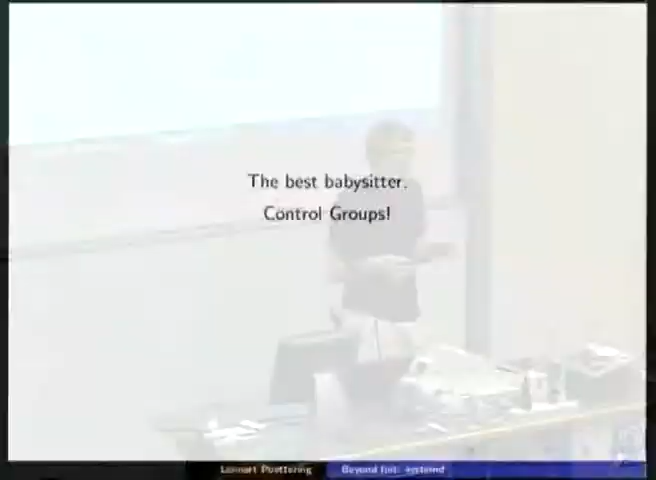 The best babysitter.
Control Groups!
Lennart Poettering
Beyond Init: systemd